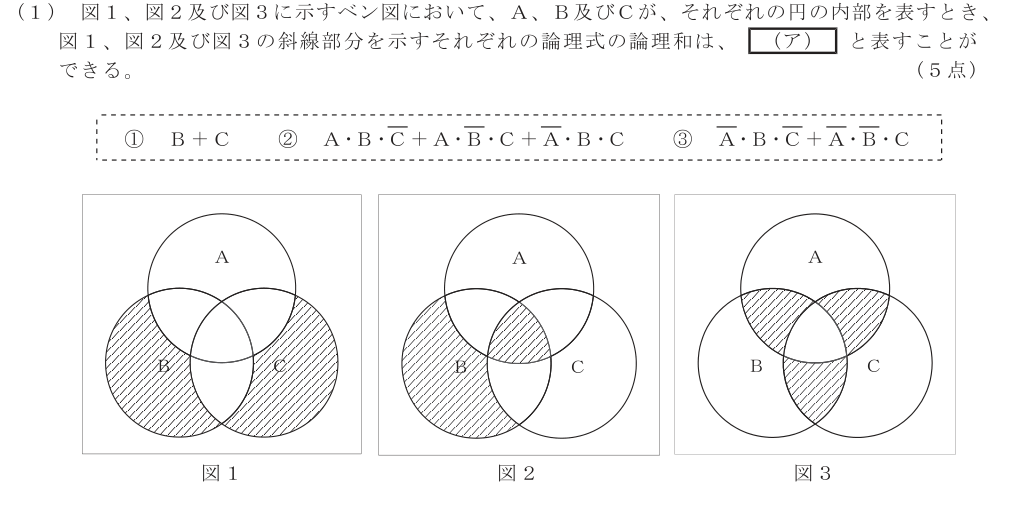 (１)　図１、図２及び図３に示すベン図において、Ａ、Ｂ及びＣが、それぞれの円の内部を表すとき、
図１、図２及び図３の斜線部分を示すそれぞれの論理式の論理和は、（ア）と表すことが
できる。（５点）
①　Ｂ＋Ｃ　②　Ａ・Ｂ・C̅＋Ａ・B̅・Ｃ＋A̅・Ｂ・Ｃ　③　A̅・Ｂ・C̅＋A̅・B̅・Ｃ
A
B
C
図１
A
B
C
図２
A
B
C
図３